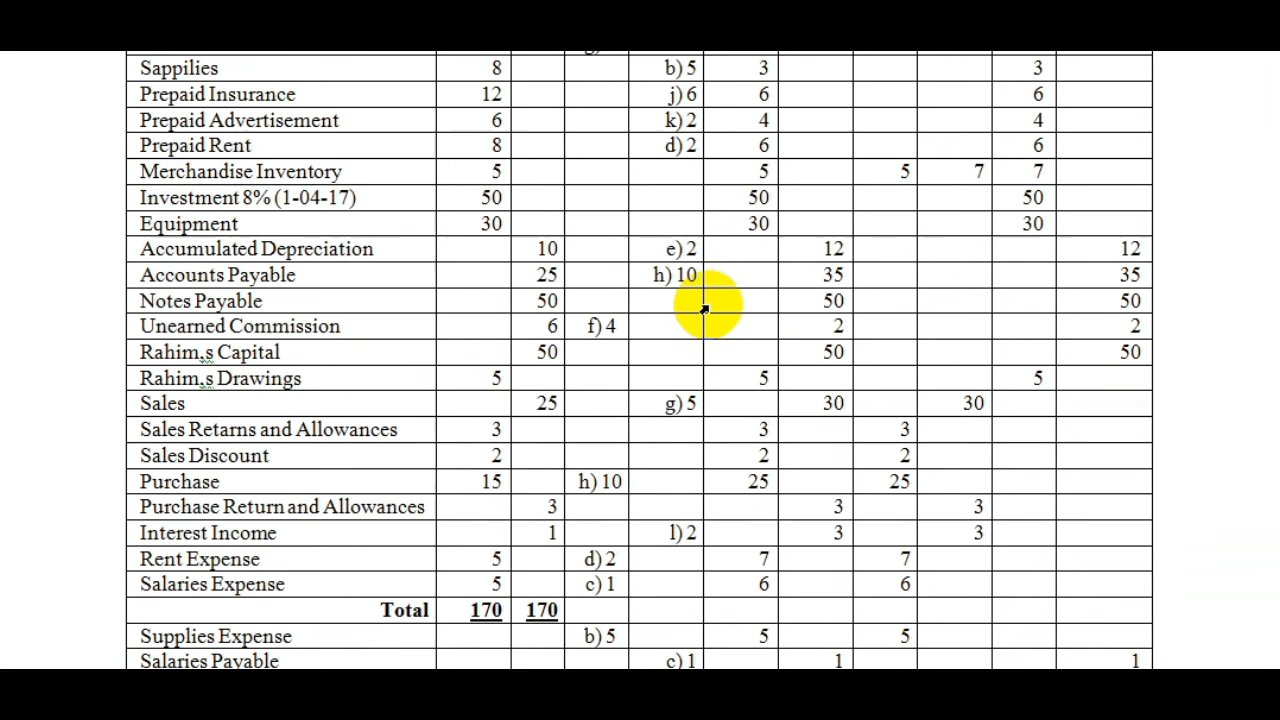 Sappilies 8 b) 5 3 3
Prepaid Insurance 12 j) 6 6 6
Prepaid Advertisement 6 k) 2 4 4
Prepaid Rent 8 d) 2 6 6
Merchandise Inventory 5 5 5 7 7
Investment 8% (1-04-17) 50 50 50
Equipment 30 30 30
Accumulated Depreciation 10 e) 2 12 12
Accounts Payable 25 h) 10 35 35
Notes Payable 50 50 50
Unearned Commission 6 f) 4 2 2
Rahim,s Capital 50 50 50
Rahim,s Drawings 5 5 5
Sales 25 g) 5 30 30
Sales Retarns and Allowances 3 3 3
Sales Discount 2 2 2
Purchase 15 h) 10 25 25
Purchase Return and Allowances 3 3 3
Interest Income 1 l) 2 3 3
Rent Expense 5 d) 2 7 7
Salaries Expense 5 c) 1 6 6
Total 170 170
Supplies Expense b) 5 5 5
Salaries Payable c) 1 1 1